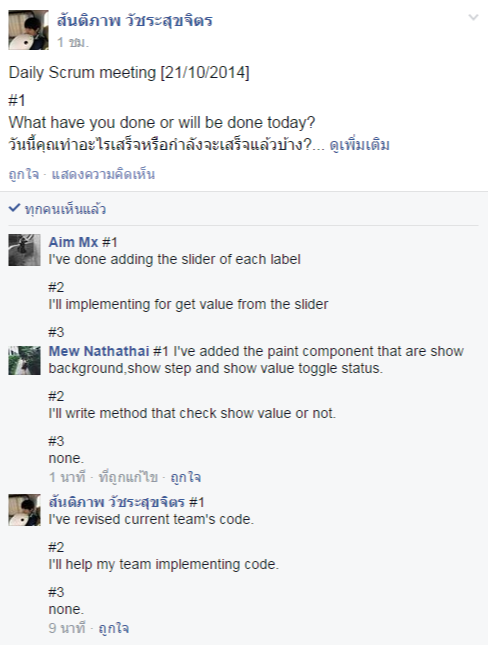 สันติภาพ วัชระสุขจิตร
1 ชม.
Daily Scrum meeting [21/10/2014]
#1
What have you done or will be done today?
วันนี้คุณทำอะไรเสร็จหรือกำลังจะเสร็จแล้วบ้าง?... ดูเพิ่มเติม
ถูกใจ · แสดงความคิดเห็น
ทุกคนเห็นแล้ว
Aim Mx #1
I've done adding the slider of each label
#2
I'll implementing for get value from the slider
#3
Mew Nathathai #1 I've added the paint component that are show
background,show step and show value toggle status.
#2
I'll write method that check show value or not.
#3
none.
1 นาที · ที่ถูกแก้ไข · ถูกใจ
สันติภาพ วัชระสุขจิตร #1
I've revised current team's code.
#2
I'll help my team implementing code.
#3
none.
9 นาที · ถูกใจ